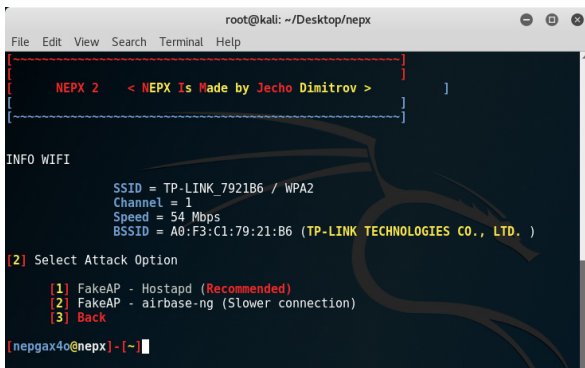 root@kali: ~/Desktop/nepx
File Edit View Search Terminal Help
[~~~~~~~~~~~~~~~~~~~~~~~~~~~~~~~~~~~~~~~~~~~~~~~~~~~~~~]
[ ]
[ NEPX 2 < NEPX Is Made by Jecho Dimitrov > ]
[ ]
[~~~~~~~~~~~~~~~~~~~~~~~~~~~~~~~~~~~~~~~~~~~~~~~~~~~~~~]
INFO WIFI
SSID = TP-LINK_7921B6 / WPA2
Channel = 1
Speed = 54 Mbps
BSSID = A0:F3:C1:79:21:B6 (TP-LINK TECHNOLOGIES CO., LTD. )
[2] Select Attack Option
[1] FakeAP - Hostapd (Recommended)
[2] FakeAP - airbase-ng (Slower connection)
[3] Back
[nepgax4o@nepx]-[~]